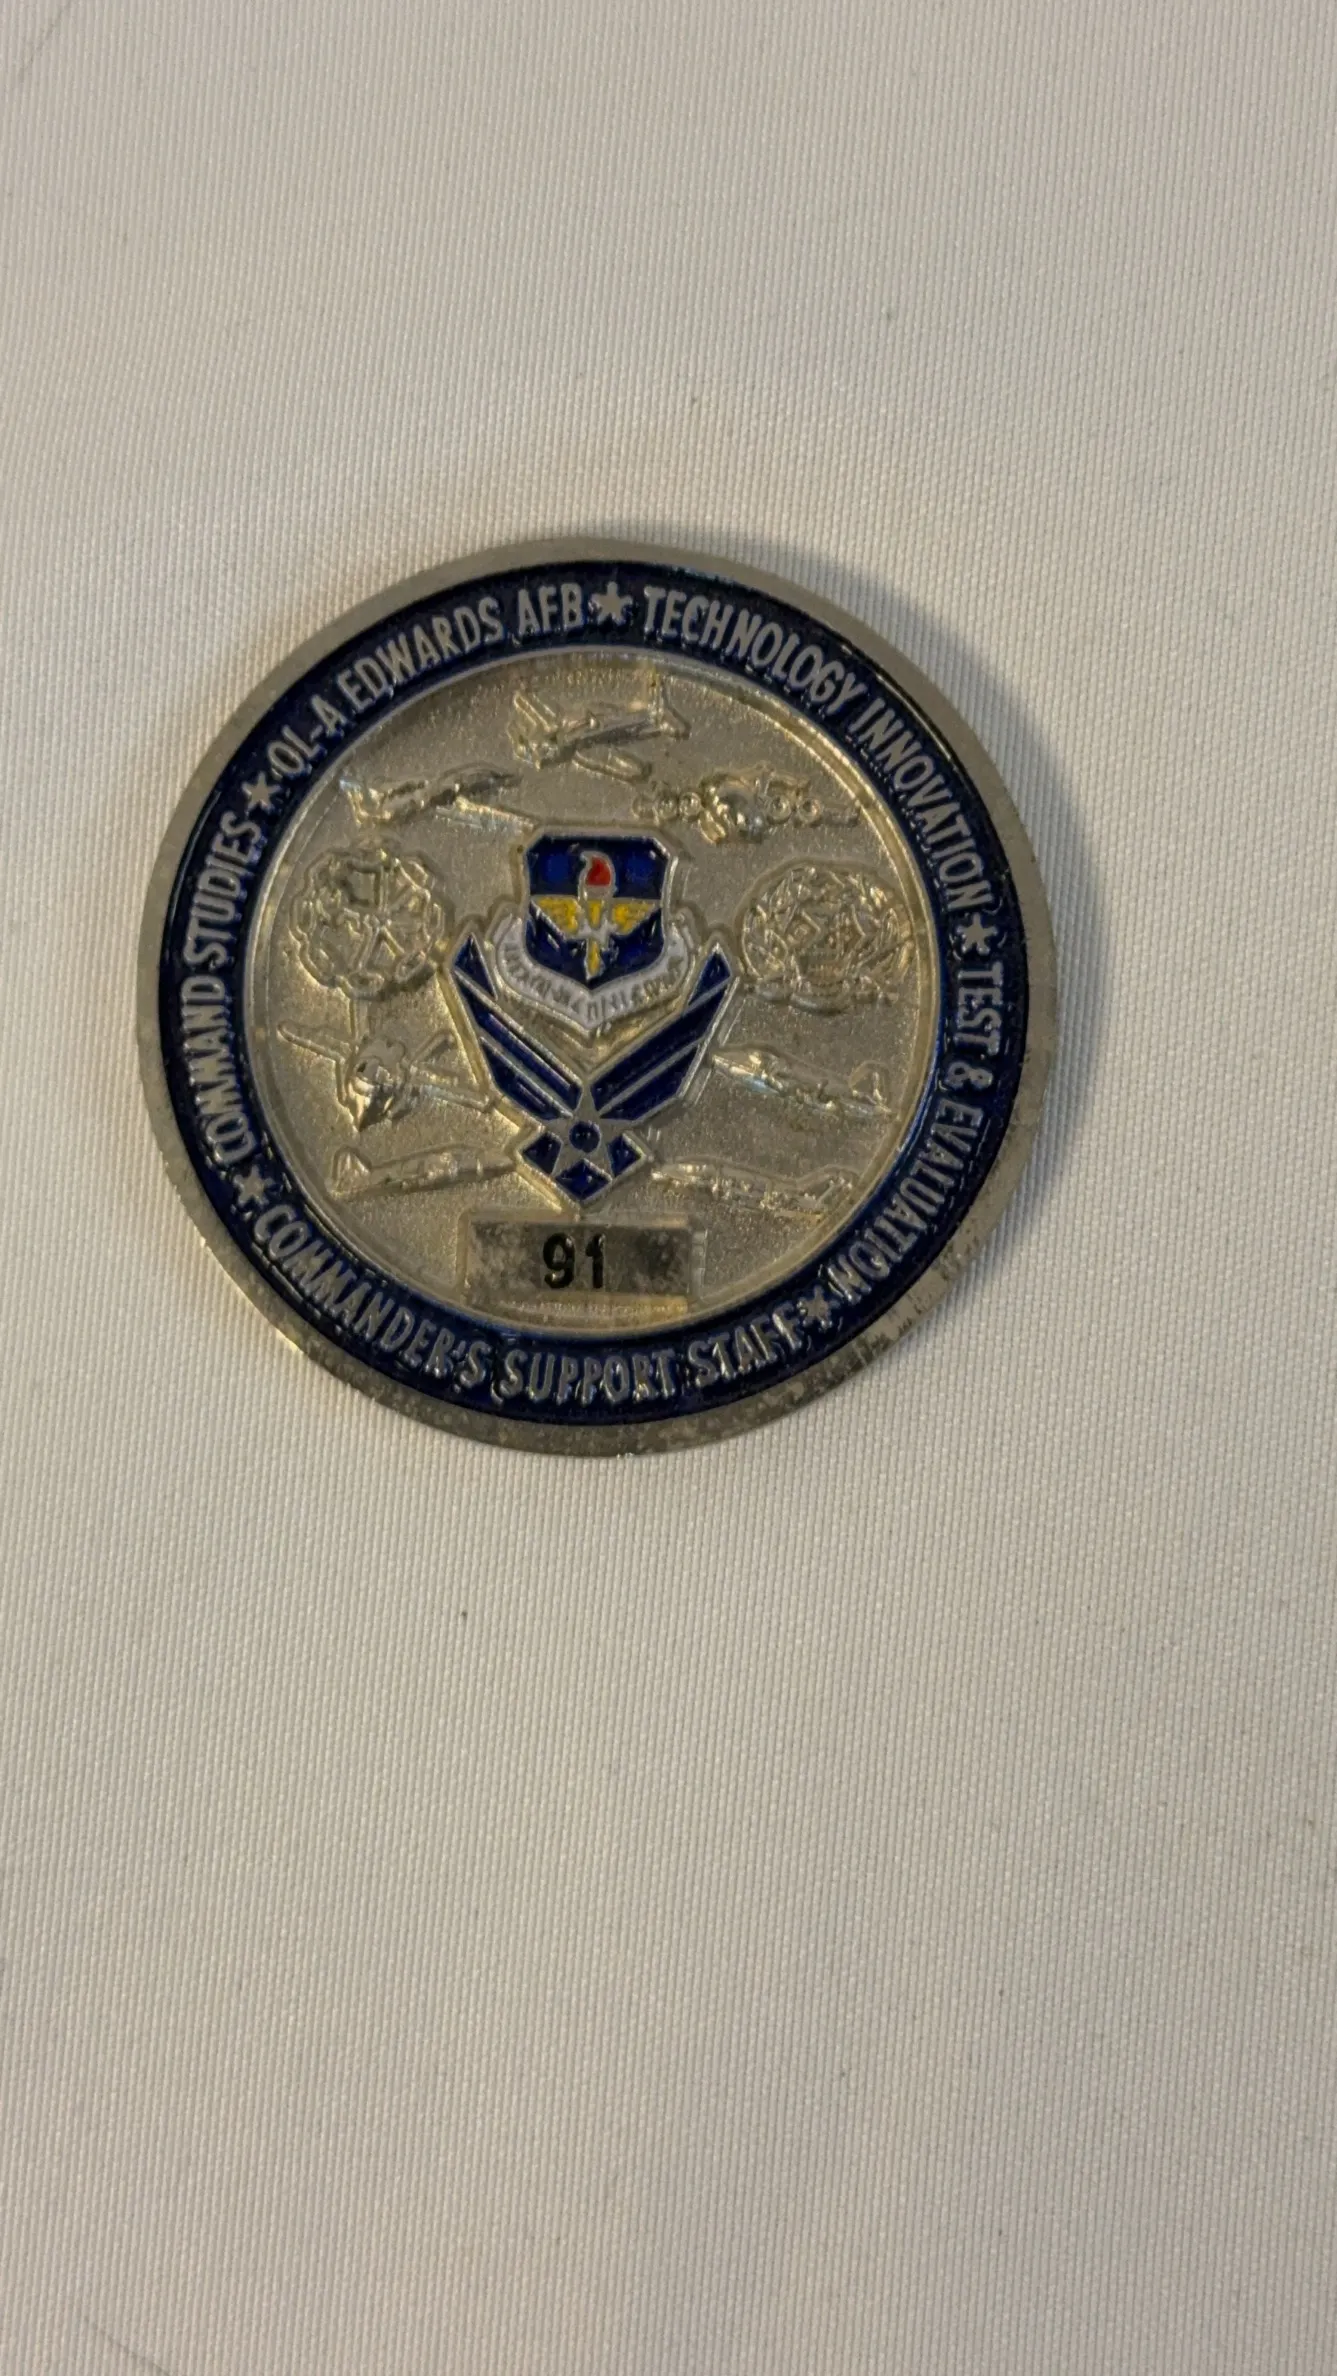 COMMAND STUDIES ★ OL-A EDWARDS AFB ★ TECHNOLOGY INNOVATION ★ TEST & EVALUATION ★ COMMANDER'S SUPPORT STAFF ★
91